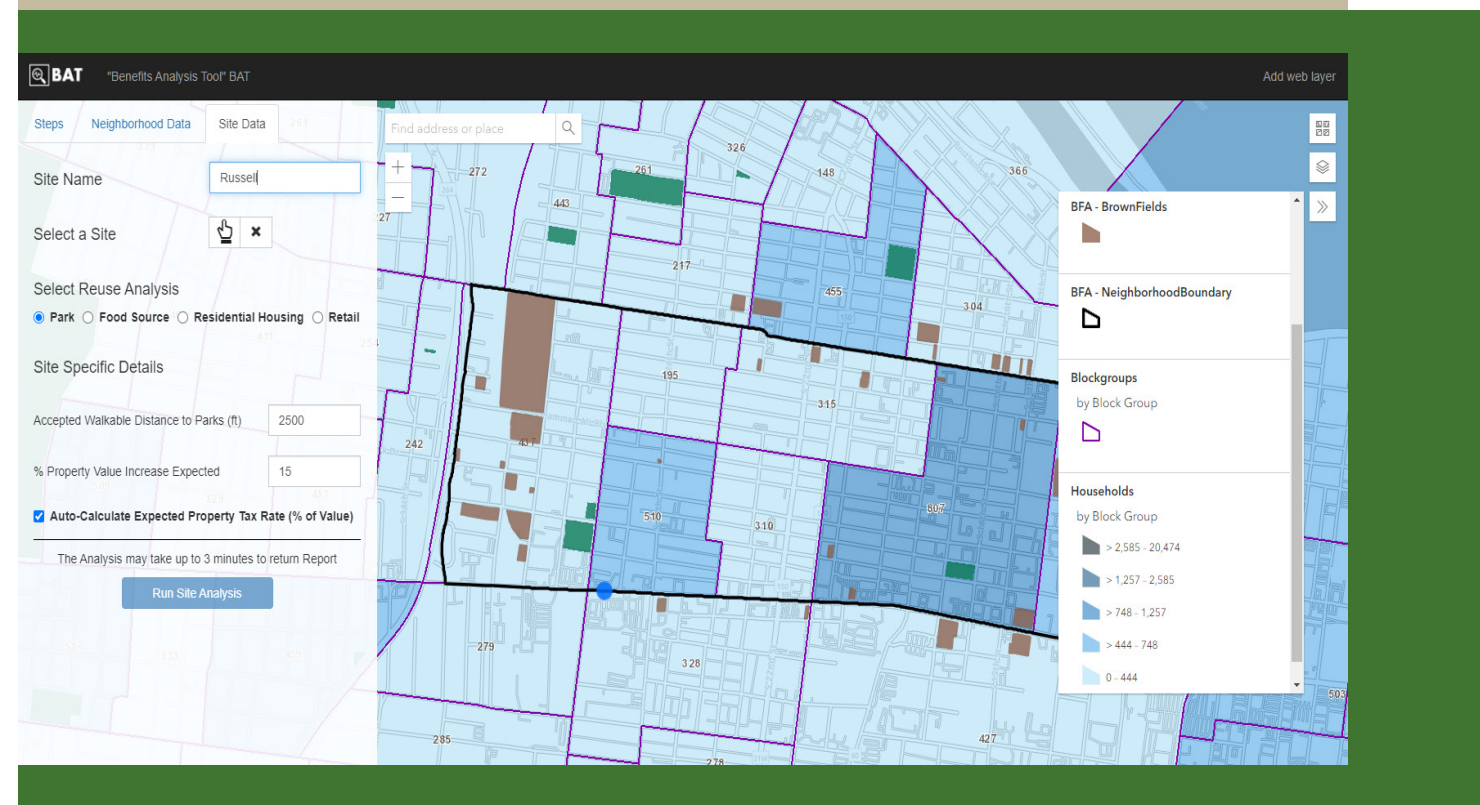 BAT "Benefits Analysis Tool" BAT Add web layer
Steps Neighborhood Data Site Data
Site Name Russell
Select a Site
Select Reuse Analysis
Park Food Source Residential Housing Retail
Site Specific Details
Accepted Walkable Distance to Parks (ft) 2500
% Property Value Increase Expected 15
Auto-Calculate Expected Property Tax Rate (% of Value)
The Analysis may take up to 3 minutes to return Report
Run Site Analysis
Find address or place
326
272
261
148
366
443
227
217
455
304
195
315
242
437
510
310
807
279
328
285
427
278
503
BFA - BrownFields
BFA - NeighborhoodBoundary
Blockgroups
by Block Group
Households
by Block Group
> 2,585 - 20,474
> 1,257 - 2,585
> 748 - 1,257
> 444 - 748
0 - 444